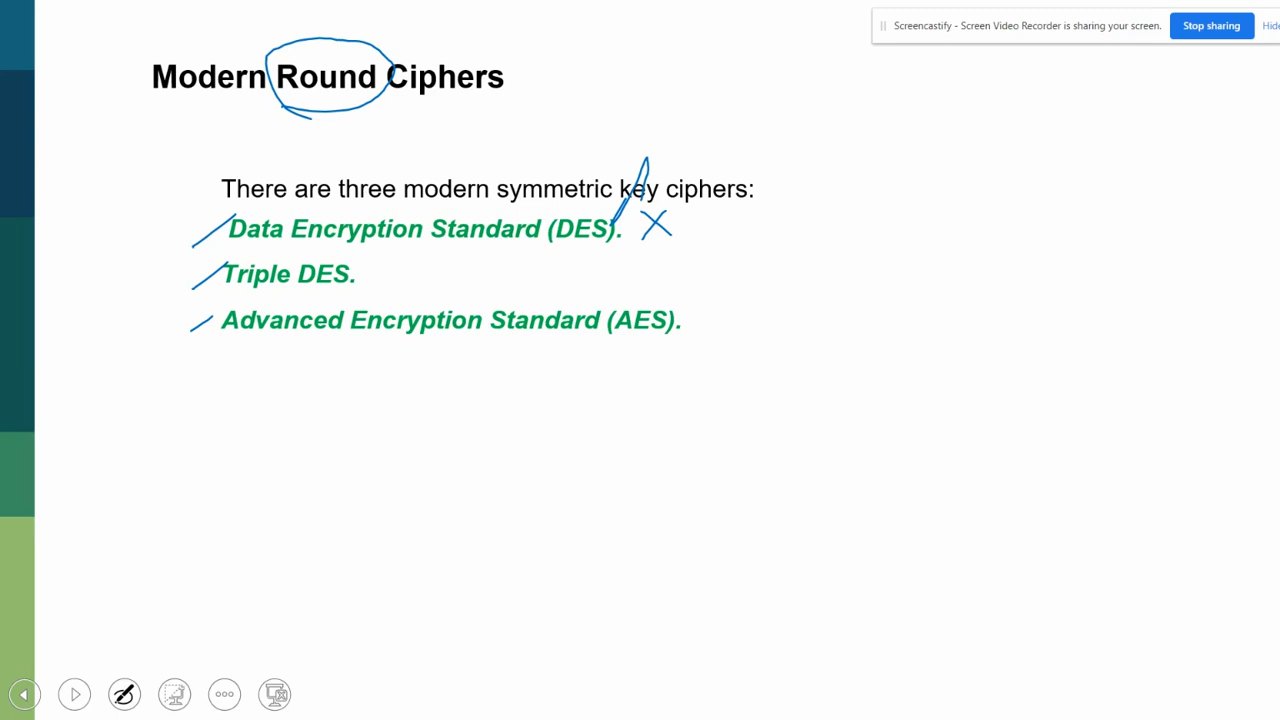 Screencastify - Screen Video Recorder is sharing your screen. Stop sharing Hide
Modern Round Ciphers
There are three modern symmetric key ciphers:
Data Encryption Standard (DES). X
Triple DES.
Advanced Encryption Standard (AES).